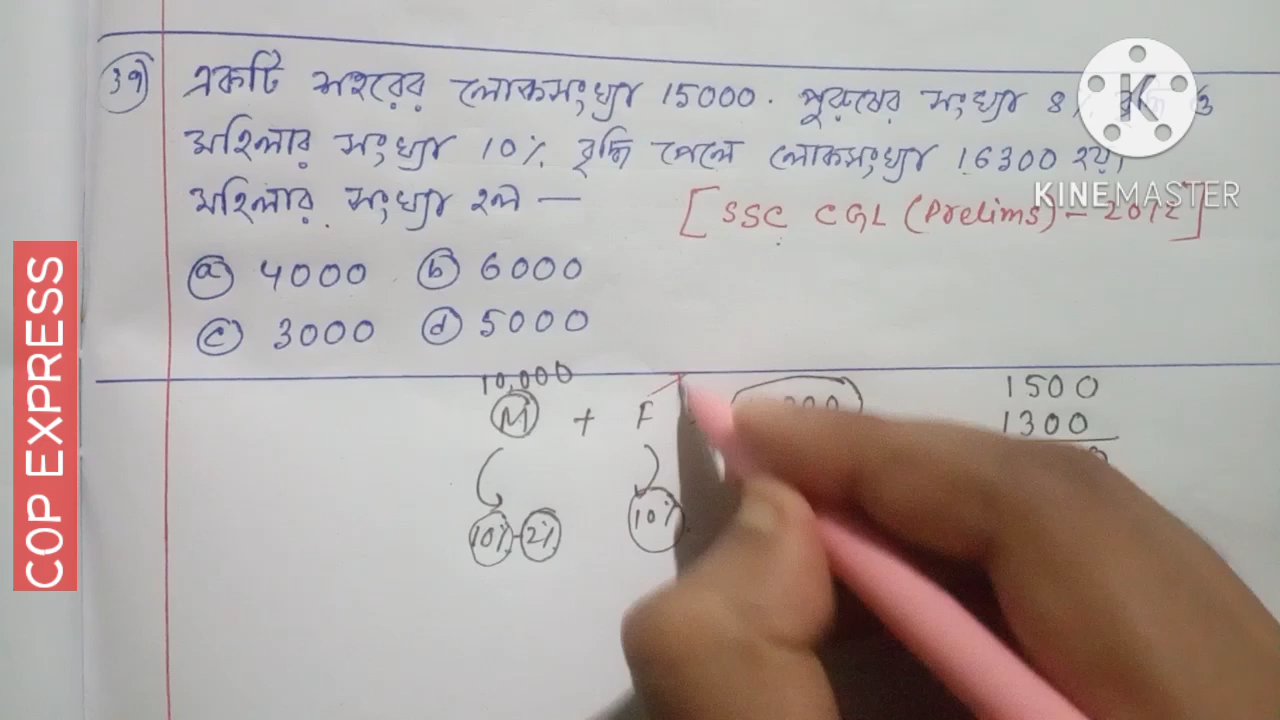 39) একটি শহরের লোকসংখ্যা 15000. পুরুষের সংখ্যা 8% ও
মহিলার সংখ্যা 10% বৃদ্ধি পেলে লোকসংখ্যা 16300 হয়।
মহিলার সংখ্যা হল —
[SSC CGL (Prelims) - 2012]
ⓐ 4000 ⓑ 6000
ⓒ 3000 ⓓ 5000
10,000
M + F
10% - 2% 10%
1500
1300
K
KINEMASTER
COP EXPRESS